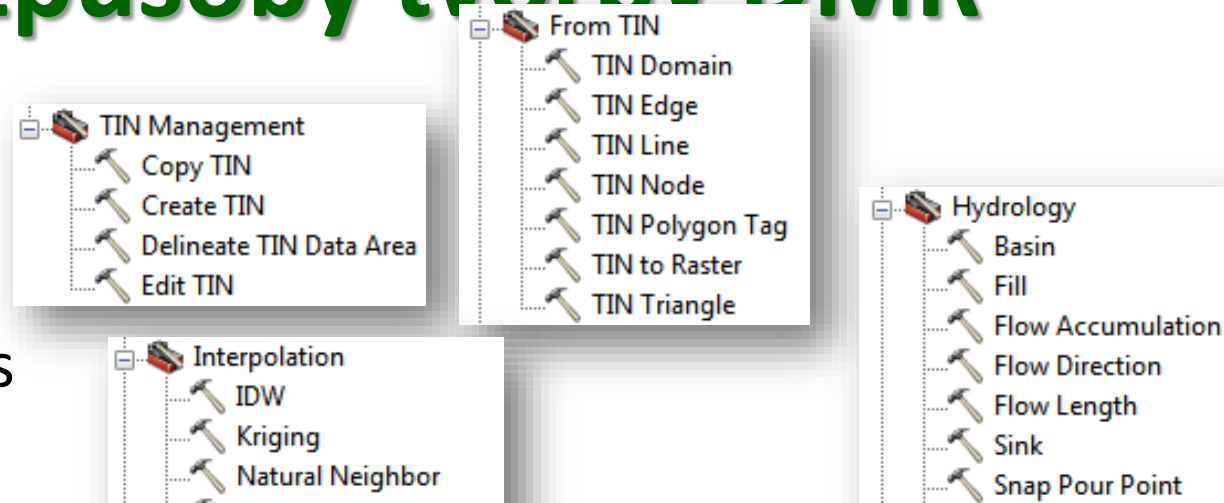 tvorby DMR
From TIN
TIN Domain
TIN Edge
TIN Line
TIN Node
TIN Polygon Tag
TIN to Raster
TIN Triangle
TIN Management
Copy TIN
Create TIN
Delineate TIN Data Area
Edit TIN
s
Interpolation
IDW
Kriging
Natural Neighbor
Hydrology
Basin
Fill
Flow Accumulation
Flow Direction
Flow Length
Sink
Snap Pour Point